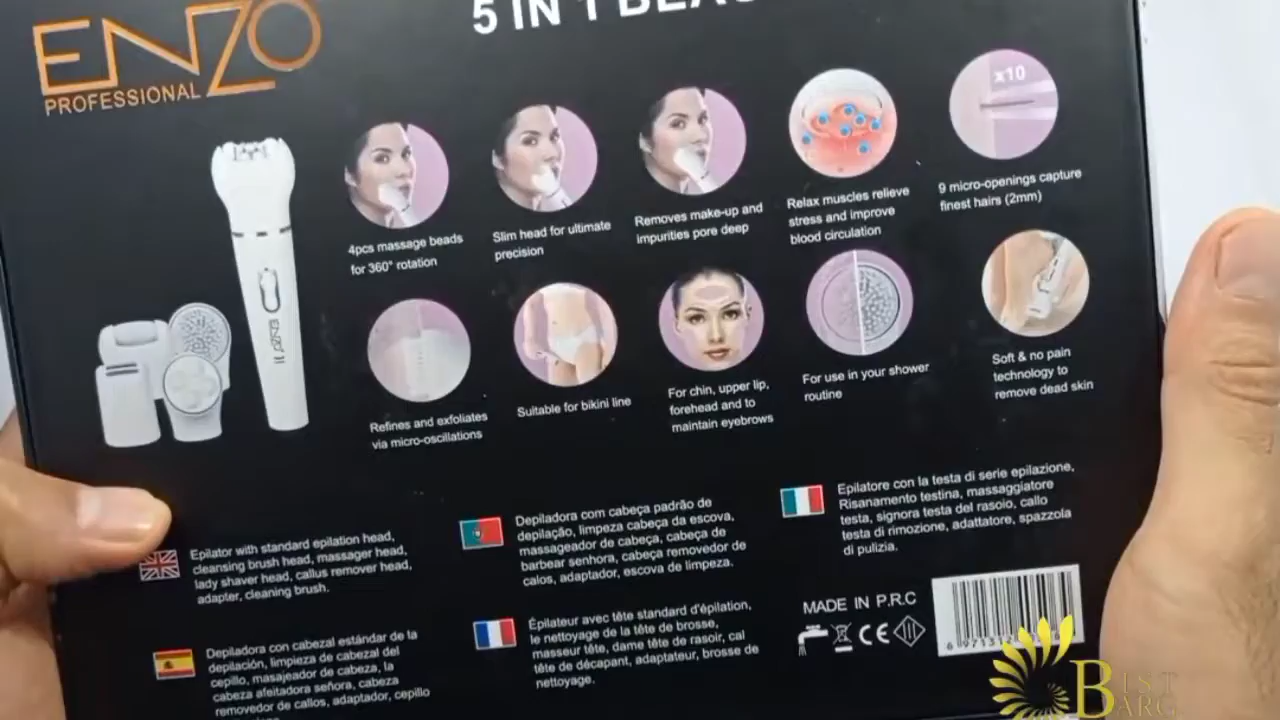 ENZO
PROFESSIONAL
5 IN 1
x10
4pcs massage beads
for 360° rotation
Slim head for ultimate
precision
Removes make-up and
impurities pore deep
Relax muscles relieve
stress and improve
blood circulation
9 micro-openings capture
finest hairs (2mm)
Refines and exfoliates
via micro-oscillations
Suitable for bikini line
For chin, upper lip,
forehead and to
maintain eyebrows
For use in your shower
routine
Soft & no pain
technology to
remove dead skin
ENZO
Epilator with standard epilation head,
cleansing brush head, massager head,
lady shaver head, callus remover head,
adapter, cleaning brush.
Depiladora com cabeça padrão de
depilação, limpeza cabeça da escova,
massageador de cabeça, cabeça de
barbear senhora, cabeça removedor de
calos, adaptador, escova de limpeza.
Epilatore con la testa di serie epilazione,
Risanamento testina, massaggiatore
testa, signora testa del rasoio, callo
testa di rimozione, adattatore, spazzola
di pulizia.
Depiladora con cabezal estándar de la
depilación, limpieza de cabezal del
cepillo, masajeador de cabeza, la
cabeza afeitadora señora, cabeza
removedor de callos, adaptador, cepillo
Épilateur avec tête standard d'épilation,
le nettoyage de la tête de brosse,
masseur tête, dame tête de rasoir, cal
tête de décapant, adaptateur, brosse de
nettoyage.
MADE IN P.R.C
CE